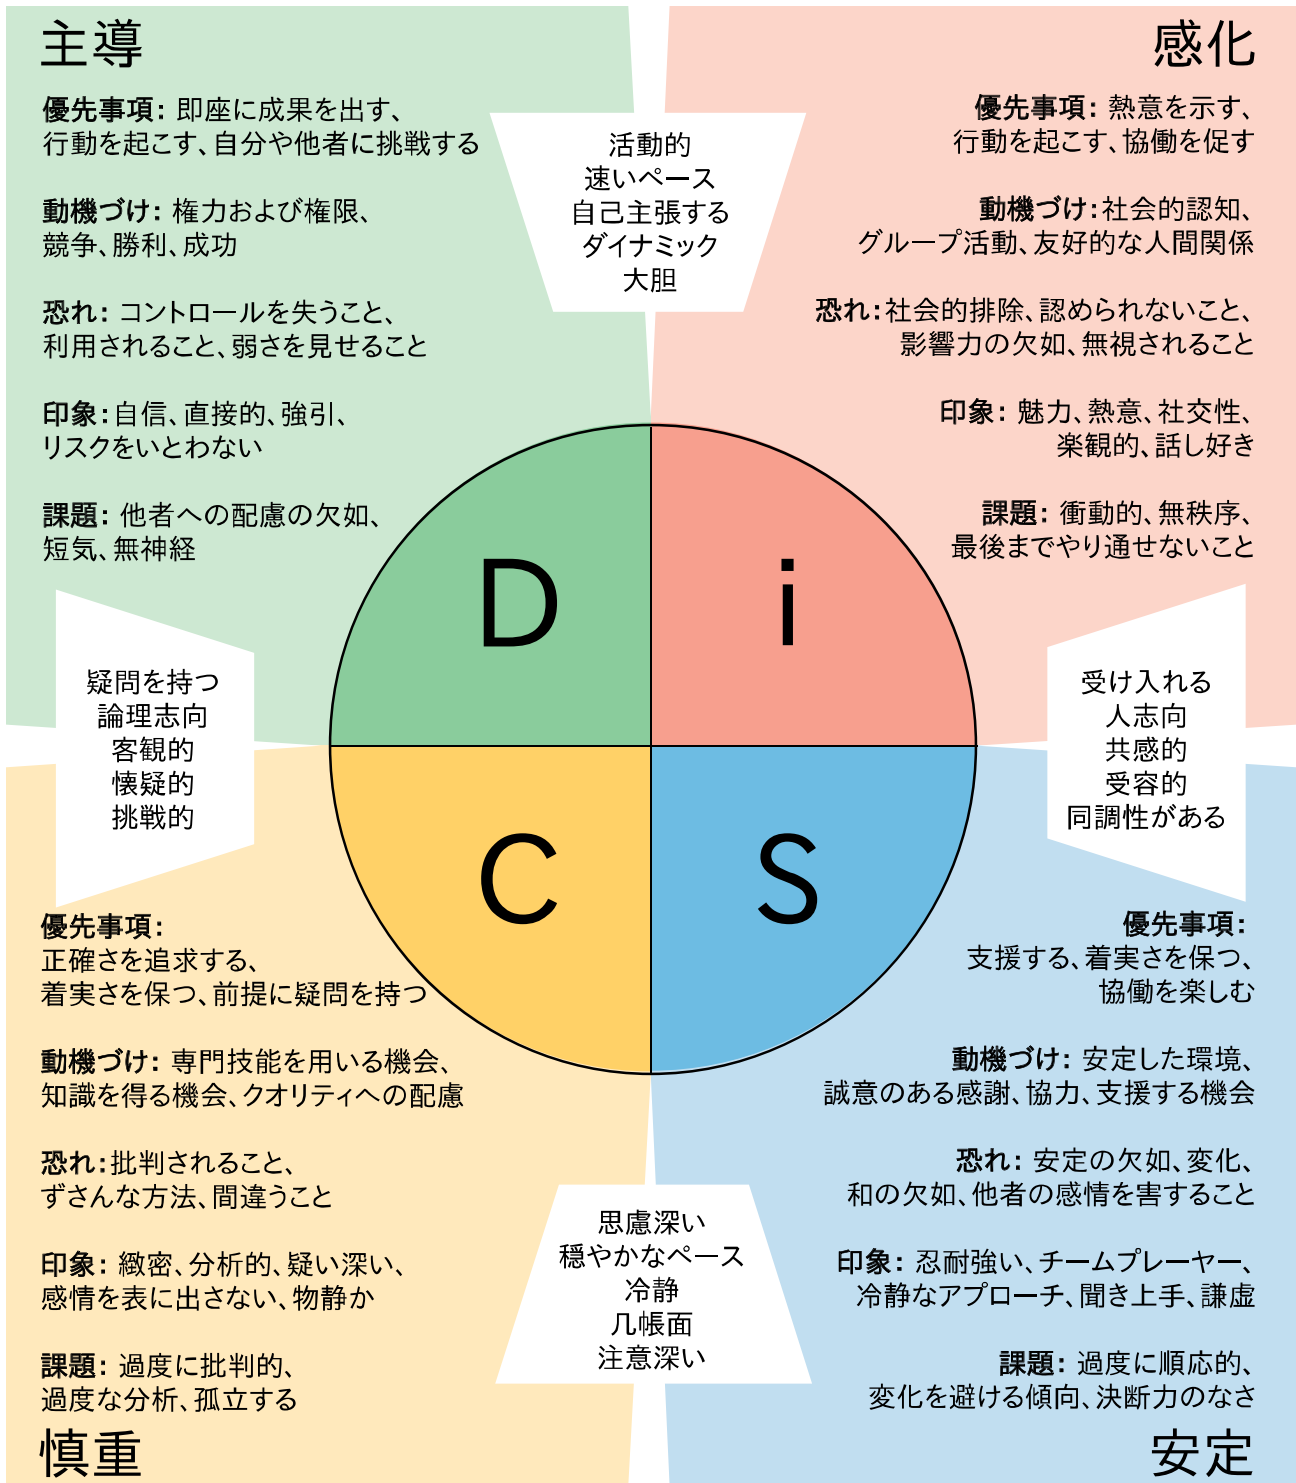 主導
優先事項: 即座に成果を出す、
行動を起こす、自分や他者に挑戦する
動機づけ: 権力および権限、
競争、勝利、成功
恐れ: コントロールを失うこと、
利用されること、弱さを見せること
印象:自信、直接的、強引、
リスクをいとわない
課題: 他者への配慮の欠如、
短気、無神経
活動的
速いペース
自己主張する
ダイナミック
大胆
感化
優先事項: 熱意を示す、
行動を起こす、協働を促す
動機づけ:社会的認知、
グループ活動、友好的な人間関係
恐れ:社会的排除、認められないこと、
影響力の欠如、無視されること
印象: 魅力、熱意、社交性、
楽観的、話し好き
課題: 衝動的、無秩序、
最後までやり通せないこと
D
i
疑問を持つ
論理志向
客観的
懐疑的
挑戦的
受け入れる
人志向
共感的
受容的
同調性がある
C
S
優先事項:
正確さを追求する、
着実さを保つ、前提に疑問を持つ
動機づけ: 専門技能を用いる機会、
知識を得る機会、クオリティへの配慮
恐れ:批判されること、
ずさんな方法、間違うこと
印象: 緻密、分析的、疑い深い、
感情を表に出さない、物静か
課題: 過度に批判的、
過度な分析、孤立する
慎重
思慮深い
穏やかなペース
冷静
几帳面
注意深い
優先事項:
支援する、着実さを保つ、
協働を楽しむ
動機づけ: 安定した環境、
誠意のある感謝、協力、支援する機会
恐れ: 安定の欠如、変化、
和の欠如、他者の感情を害すること
印象: 忍耐強い、チームプレーヤー、
冷静なアプローチ、聞き上手、謙虚
課題: 過度に順応的、
変化を避ける傾向、決断力のなさ
安定